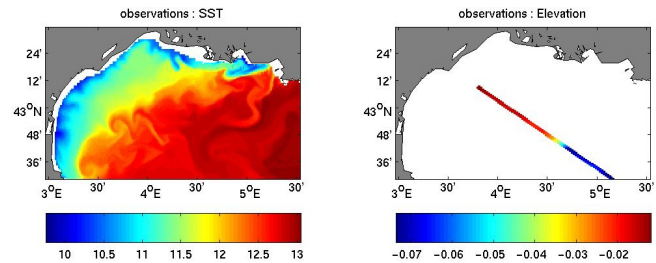 observations : SST
24'
12'
43°N
48'
36'
3°E
30'
4°E
30'
5°E
30'
10
10.5
11
11.5
12
12.5
13
observations : Elevation
24'
12'
43°N
48'
36'
3°E
30'
4°E
30'
5°E
30'
−0.07
−0.06
−0.05
−0.04
−0.03
−0.02